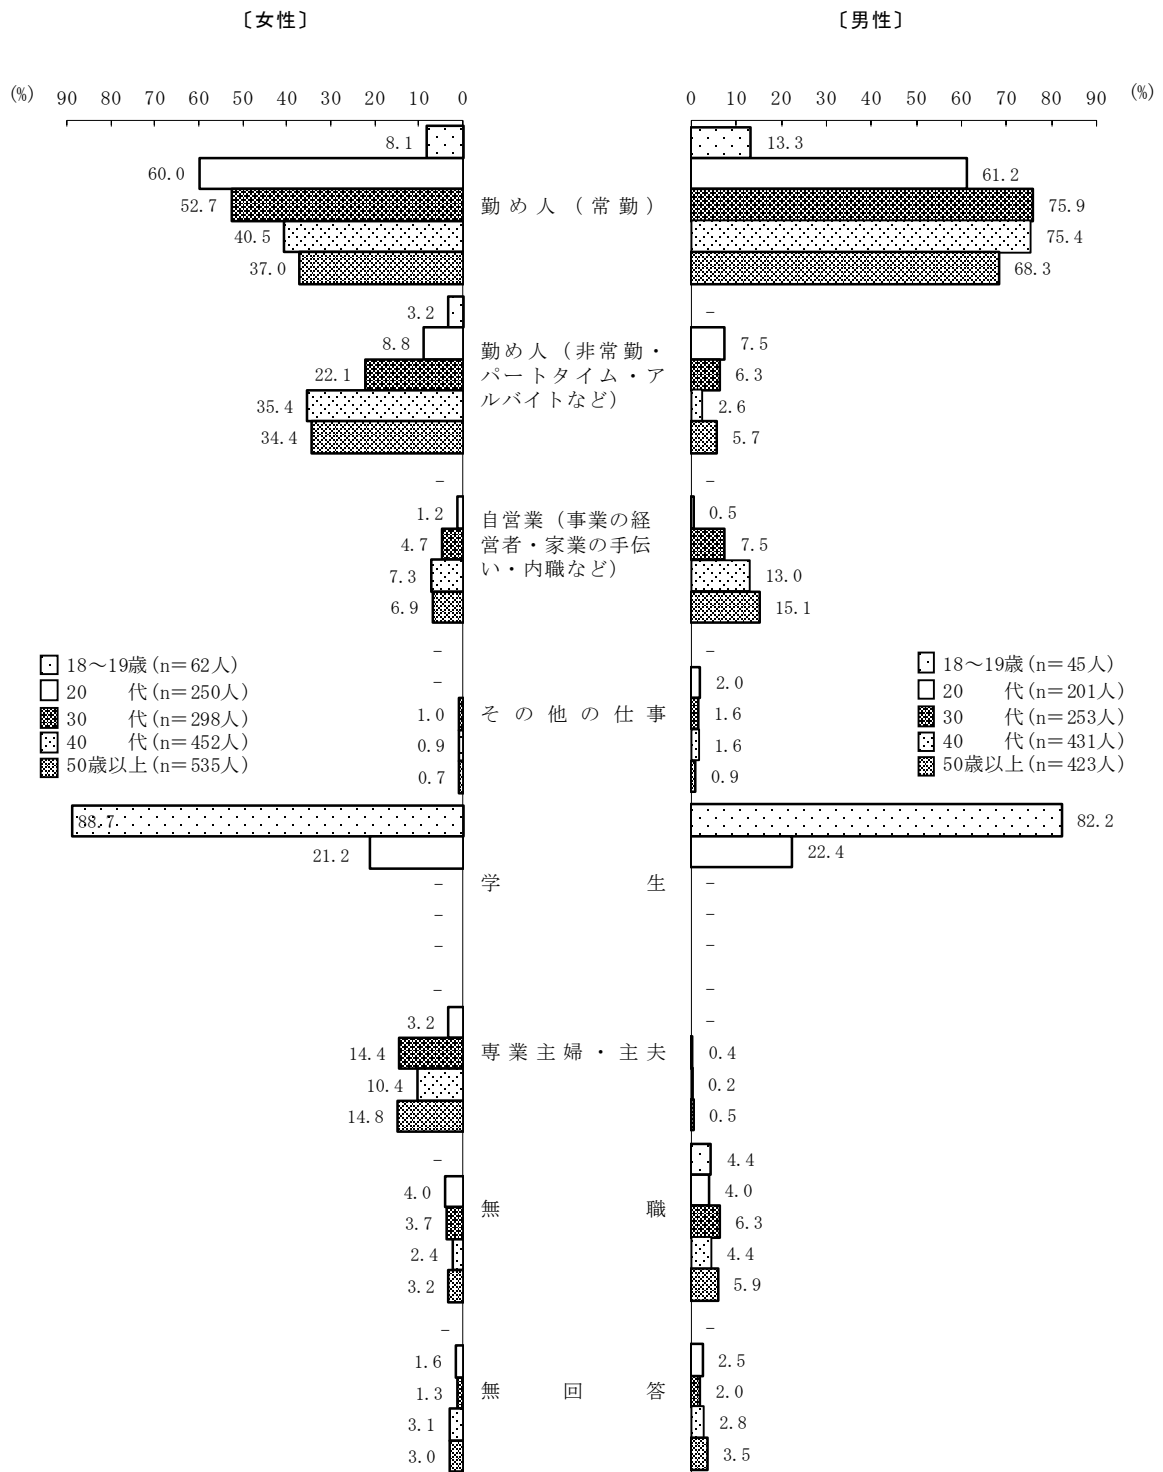 〔女性〕 〔男性〕
(%) 90 80 70 60 50 40 30 20 10 0 0 10 20 30 40 50 60 70 80 90 (%)
8.1 13.3
60.0 61.2
52.7 勤め人（常勤） 75.9
40.5 75.4
37.0 68.3
3.2 －
8.8 勤め人（非常勤・ 7.5
22.1 パートタイム・ア 6.3
35.4 ルバイトなど） 2.6
34.4 5.7
－ －
1.2 自営業（事業の経 0.5
4.7 営者・家業の手伝 7.5
7.3 い・内職など） 13.0
6.9 15.1
－ －
－ 2.0
1.0 その他の仕事 1.6
0.9 1.6
0.7 0.9
18～19歳(n＝62人)
20 代(n＝250人)
30 代(n＝298人)
40 代(n＝452人)
50歳以上(n＝535人)
18～19歳(n＝45人)
20 代(n＝201人)
30 代(n＝253人)
40 代(n＝431人)
50歳以上(n＝423人)
88.7 82.2
21.2 22.4
－ 学生 －
－ －
－ －
－ －
3.2 －
14.4 専業主婦・主夫 0.4
10.4 0.2
14.8 0.5
－ 4.4
4.0 4.0
3.7 無職 6.3
2.4 4.4
3.2 5.9
－ －
1.6 2.5
1.3 無回答 2.0
3.1 2.8
3.0 3.5